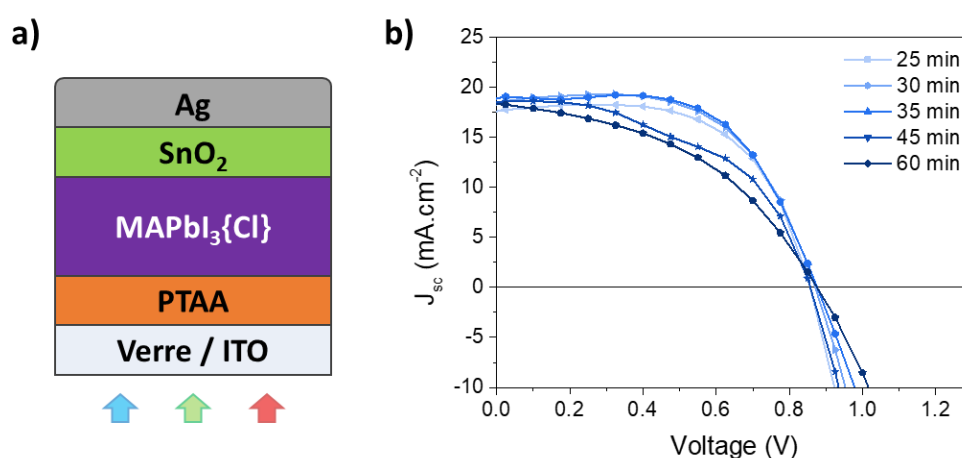 a)
Ag
SnO₂
MAPbI₃{Cl}
PTAA
Verre / ITO
b)
J_sc (mA.cm⁻²)
25
20
15
10
5
0
-5
-10
25 min
30 min
35 min
45 min
60 min
0.0 0.2 0.4 0.6 0.8 1.0 1.2
Voltage (V)